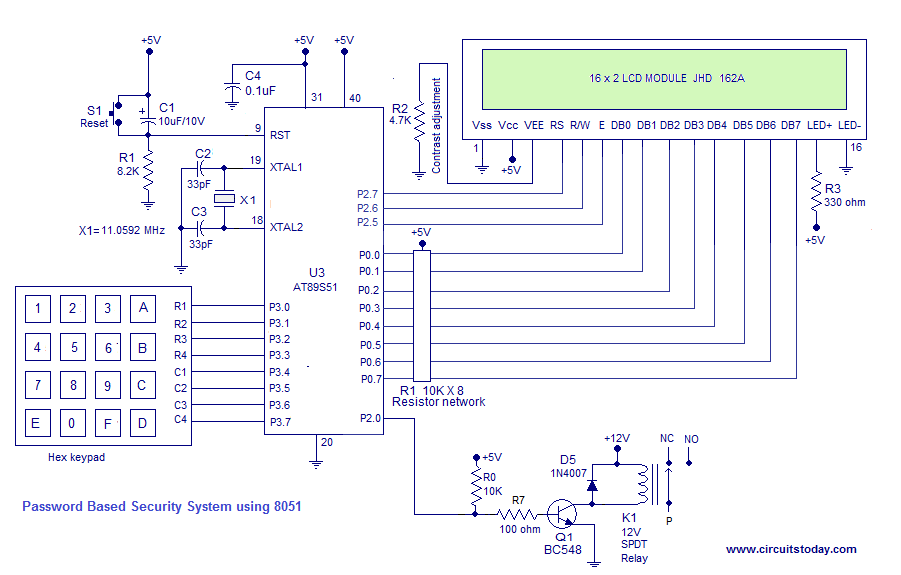 +5V
+5V
+5V
S1
Reset
+
C1
10uF/10V
C4
0.1uF
31
40
R2
4.7K
Contrast adjustment
16 x 2 LCD MODULE JHD 162A
Vss Vcc VEE RS R/W E DB0 DB1 DB2 DB3 DB4 DB5 DB6 DB7 LED+ LED-
1
16
+5V
R3
330 ohm
+5V
R1
8.2K
9
RST
C2
33pF
19
XTAL1
X1
C3
33pF
18
XTAL2
X1= 11.0592 MHz
U3
AT89S51
P2.7
P2.6
P2.5
+5V
P0.0
P0.1
P0.2
P0.3
P0.4
P0.5
P0.6
P0.7
R1 10K X 8
Resistor network
P2.0
1 2 3 A
4 5 6 B
7 8 9 C
E 0 F D
R1 P3.0
R2 P3.1
R3 P3.2
R4 P3.3
C1 P3.4
C2 P3.5
C3 P3.6
C4 P3.7
20
Hex keypad
+5V
R0
10K
R7
100 ohm
Q1
BC548
D5
1N4007
+12V
NC NO
P
K1
12V
SPDT
Relay
Password Based Security System using 8051
www.circuitstoday.com